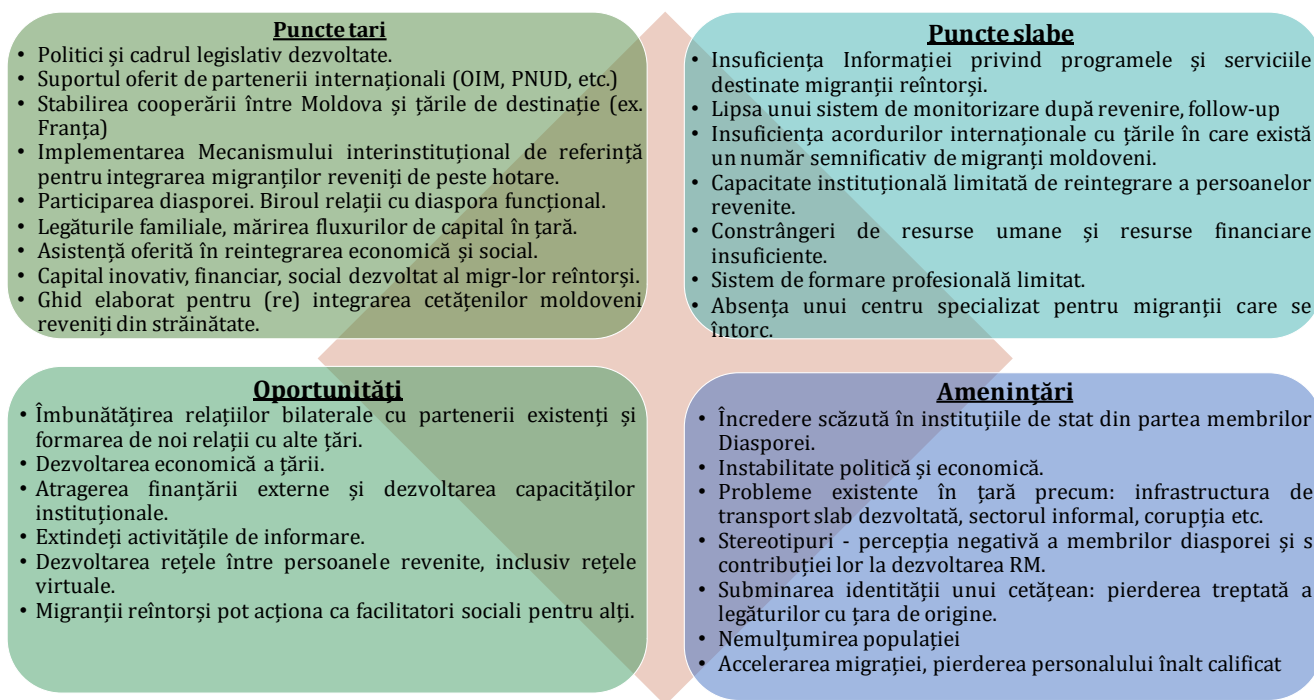 Puncte tari
• Politici și cadrul legislativ dezvoltate.
• Suportul oferit de partenerii internaționali (OIM, PNUD, etc.)
• Stabilirea cooperării între Moldova și țările de destinație (ex.
Franța)
• Implementarea Mecanismului interinstituțional de referință
pentru integrarea migranților reveniți de peste hotare.
• Participarea diasporei. Biroul relații cu diaspora funcțional.
• Legăturile familiale, mărirea fluxurilor de capital în țară.
• Asistență oferită în reintegrarea economică și social.
• Capital inovativ, financiar, social dezvoltat al migr-lor reîntorși.
• Ghid elaborat pentru (re) integrarea cetățenilor moldoveni
reveniți din străinătate.
Puncte slabe
• Insuficiența Informației privind programele și serviciile
destinate migranții reîntorși.
• Lipsa unui sistem de monitorizare după revenire, follow-up
• Insuficiența acordurilor internaționale cu țările în care există
un număr semnificativ de migranți moldoveni.
• Capacitate instituțională limitată de reintegrare a persoanelor
revenite.
• Constrângeri de resurse umane și resurse financiare
insuficiente.
• Sistem de formare profesională limitat.
• Absența unui centru specializat pentru migranții care se
întorc.
Oportunități
• Îmbunătățirea relațiilor bilaterale cu partenerii existenți și
formarea de noi relații cu alte țări.
• Dezvoltarea economică a țării.
• Atragerea finanțării externe și dezvoltarea capacităților
instituționale.
• Extindeți activitățile de informare.
• Dezvoltarea rețele între persoanele revenite, inclusiv rețele
virtuale.
• Migranții reîntorși pot acționa ca facilitatori sociali pentru alți.
Amenințări
• Încredere scăzută în instituțiile de stat din partea membrilor
Diasporei.
• Instabilitate politică și economică.
• Probleme existente în țară precum: infrastructura de
transport slab dezvoltată, sectorul informal, corupția etc.
• Stereotipuri - percepția negativă a membrilor diasporei și s
contribuției lor la dezvoltarea RM.
• Subminarea identității unui cetățean: pierderea treptată a
legăturilor cu țara de origine.
• Nemulțumirea populației
• Accelerarea migrației, pierderea personalului înalt calificat